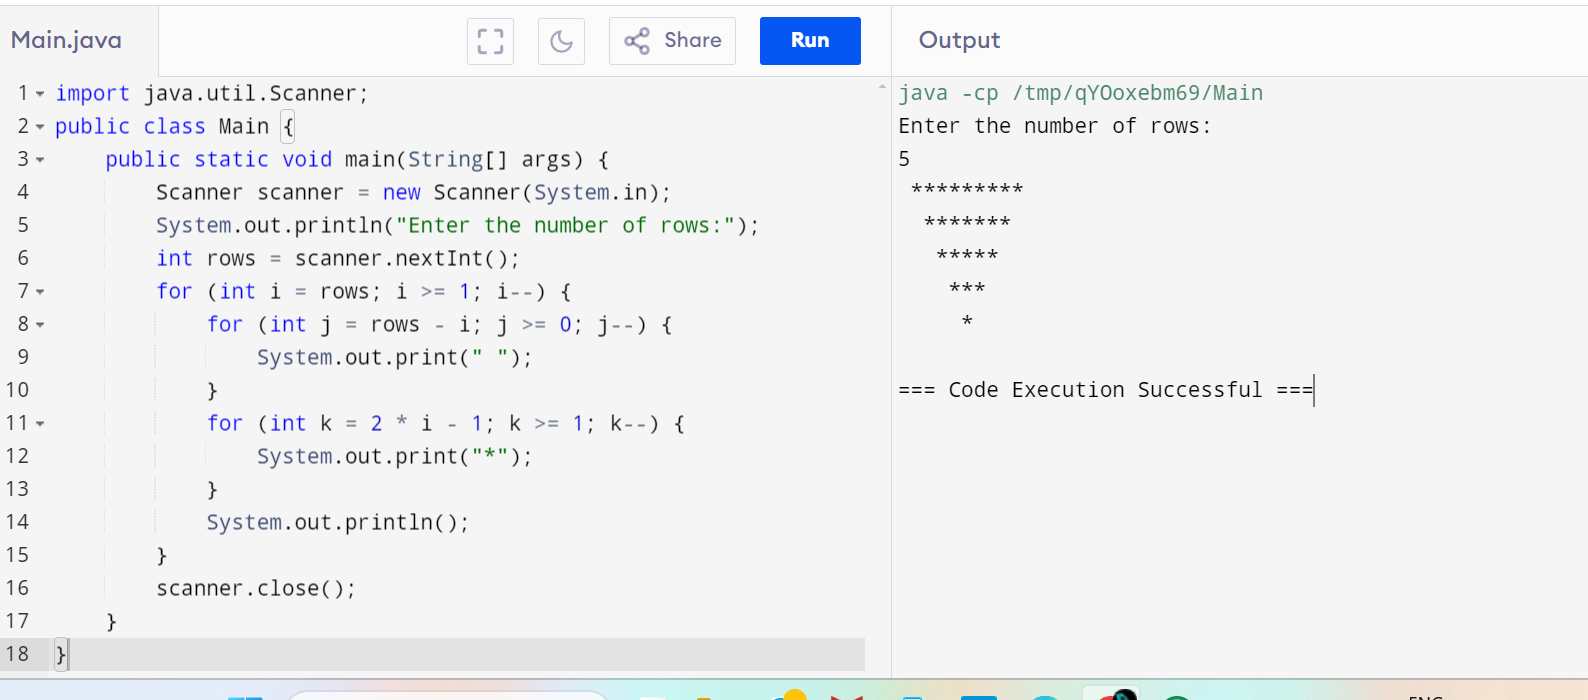 Main.java
Share
Run
Output
1 import java.util.Scanner;
2 public class Main {
3     public static void main(String[] args) {
4         Scanner scanner = new Scanner(System.in);
5         System.out.println("Enter the number of rows:");
6         int rows = scanner.nextInt();
7         for (int i = rows; i >= 1; i--) {
8             for (int j = rows - i; j >= 0; j--) {
9                 System.out.print(" ");
10             }
11             for (int k = 2 * i - 1; k >= 1; k--) {
12                 System.out.print("*");
13             }
14             System.out.println();
15         }
16         scanner.close();
17     }
18 }
java -cp /tmp/qYOoxebm69/Main
Enter the number of rows:
5
 *********
  *******
   *****
    ***
     *
=== Code Execution Successful ===